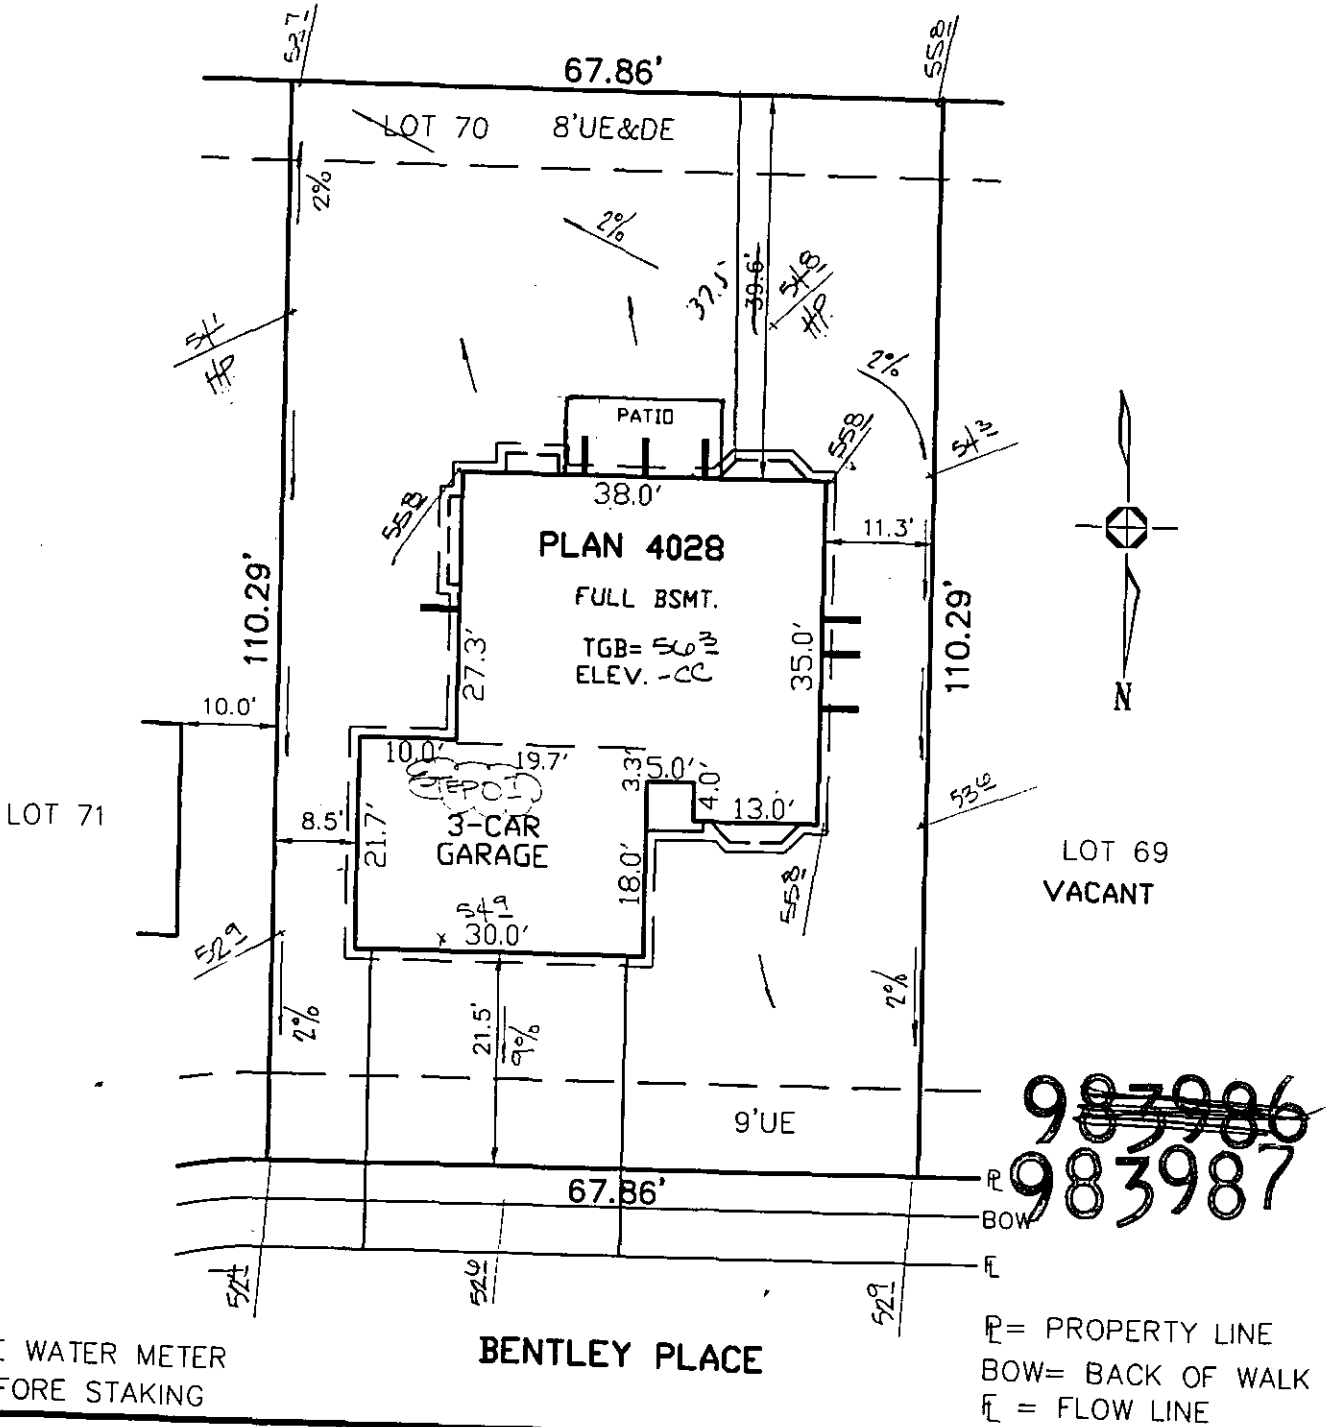 52⁷
55⁸
67.86'
LOT 70
8'UE&DE
2%
2%
37.5'
39.6'
54⁸
HP.
54¹
HP.
2%
PATIO
55⁸
54³
55⁸
38.0'
11.3'
PLAN 4028
FULL BSMT.
TGB= 56³
ELEV. -CC
110.29'
27.3'
35.0'
110.29'
N
10.0'
10.0'
19.7'
3.3'
5.0'
4.0'
13.0'
53⁶
LOT 71
8.5'
21.7'
3-CAR
GARAGE
18.0'
LOT 69
VACANT
55⁸
54⁹
30.0'
52⁹
2%
21.5'
9%
2%
9'UE
983986
983987
67.86'
PL
BOW
FL
52⁴
52⁶
52⁹
BENTLEY PLACE
WATER METER
FORE STAKING
PL= PROPERTY LINE
BOW= BACK OF WALK
FL = FLOW LINE